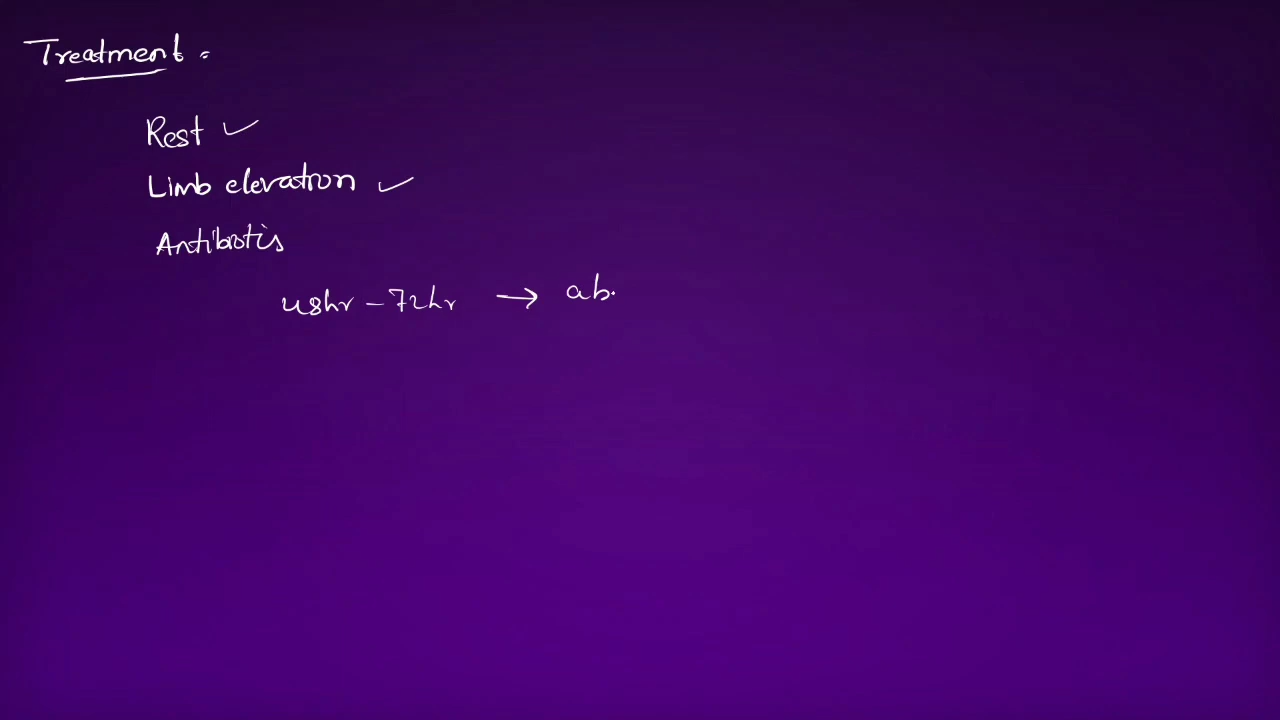 Treatment :
Rest ✓
Limb elevation ✓
Antibiotis
48hr - 72hr → ab.